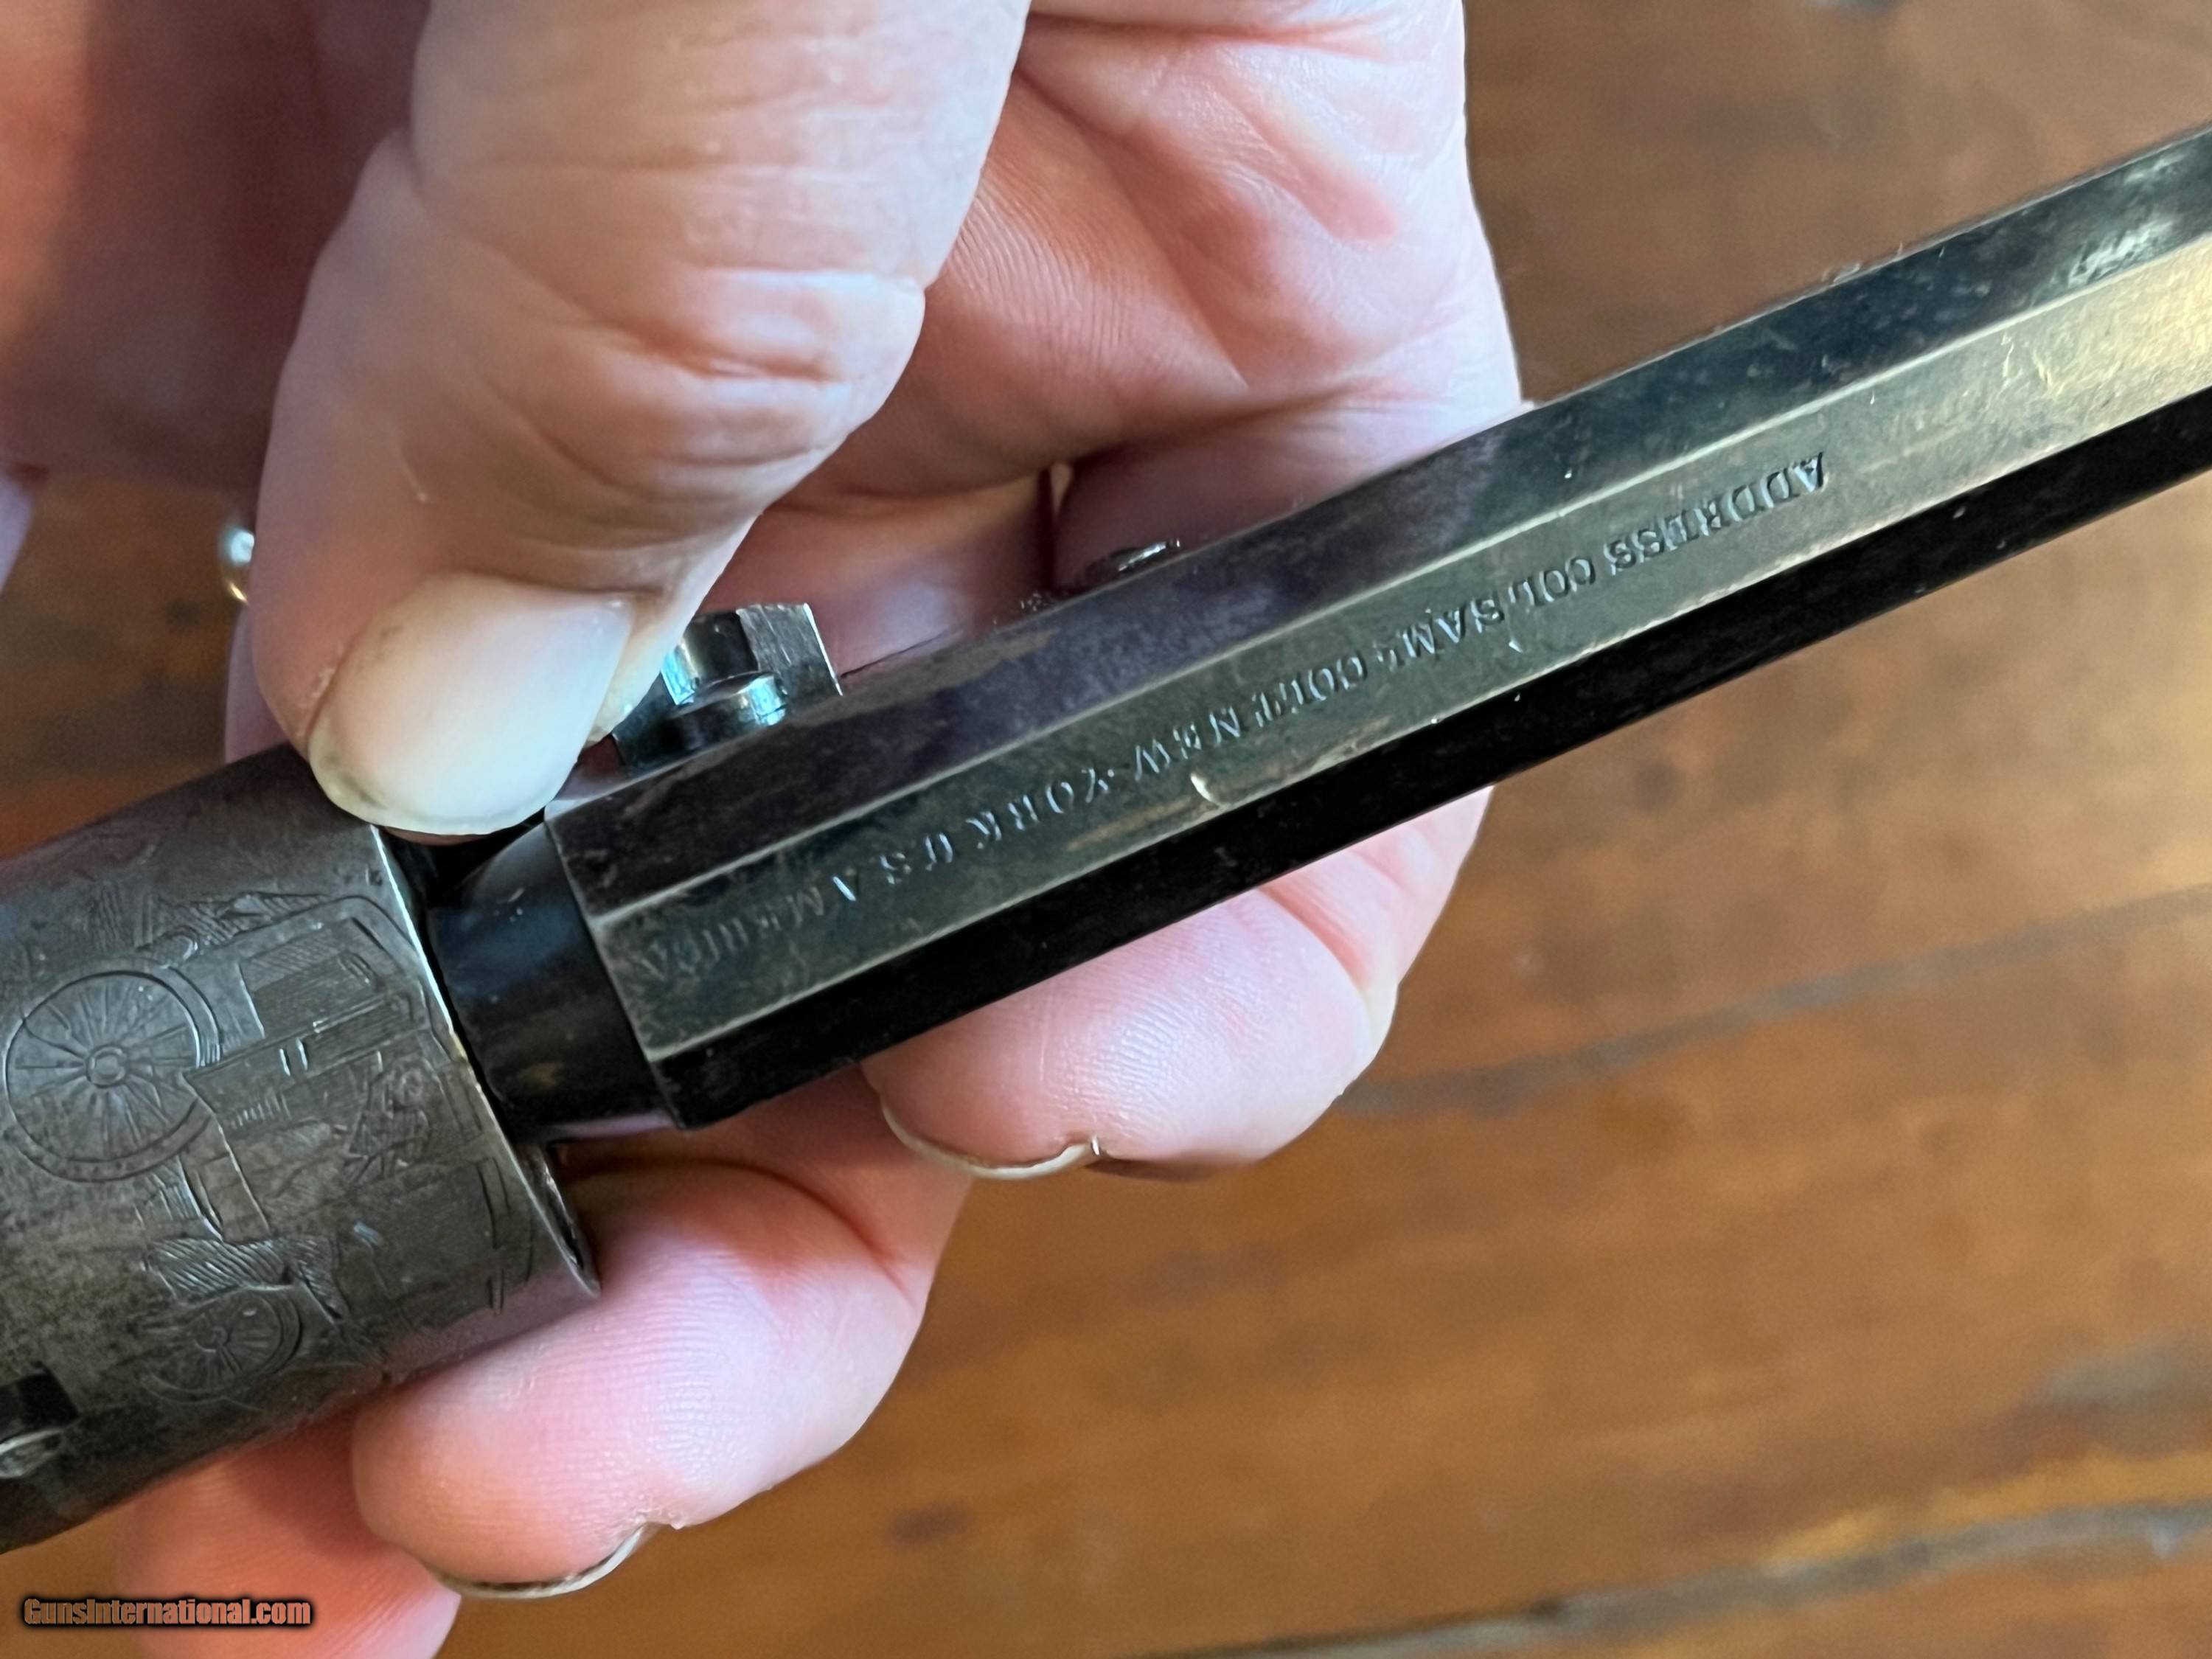 ADDRESS COL. SAML COLT NEW-YORK U.S. AMERICA
GunsInternational.com